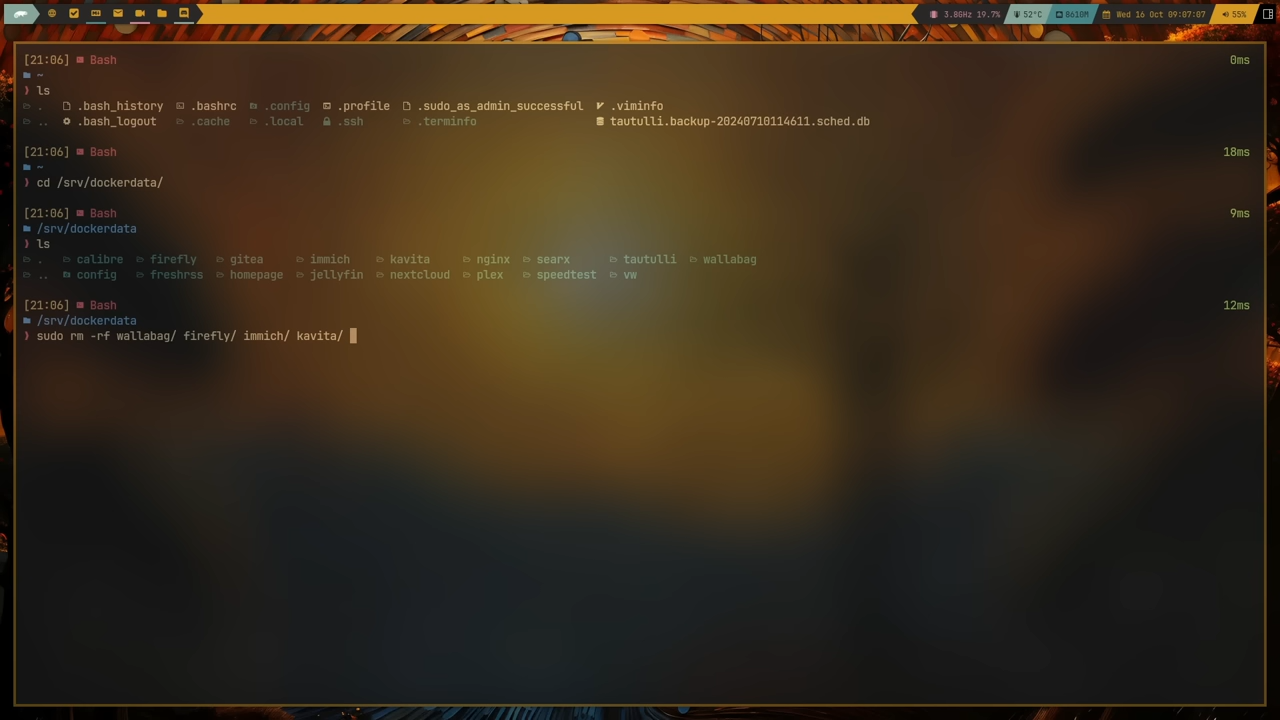 3.8GHz 19.7% 52°C 8610M Wed 16 Oct 09:07:07 55%
[21:06] Bash 0ms
~
❯ ls
. .bash_history .bashrc .config .profile .sudo_as_admin_successful .viminfo
.. .bash_logout .cache .local .ssh .terminfo tautulli.backup-20240710114611.sched.db
[21:06] Bash 18ms
~
❯ cd /srv/dockerdata/
[21:06] Bash 9ms
/srv/dockerdata
❯ ls
. calibre firefly gitea immich kavita nginx searx tautulli wallabag
.. config freshrss homepage jellyfin nextcloud plex speedtest vw
[21:06] Bash 12ms
/srv/dockerdata
❯ sudo rm -rf wallabag/ firefly/ immich/ kavita/